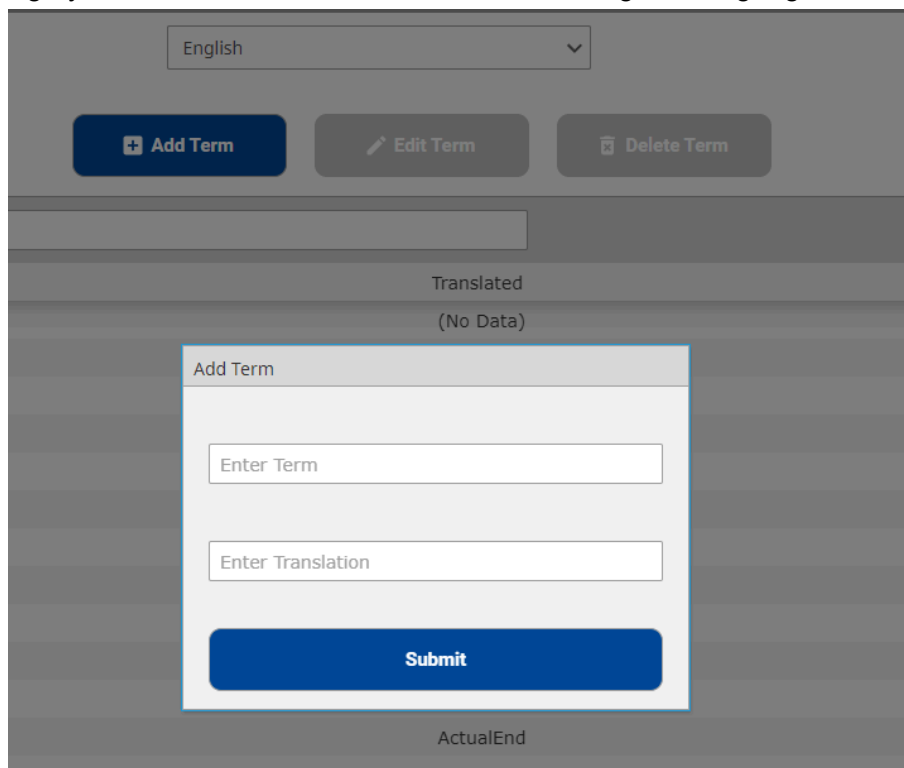 English
Add Term
Edit Term
Delete Term
Translated
(No Data)
Add Term
Enter Term
Enter Translation
Submit
ActualEnd